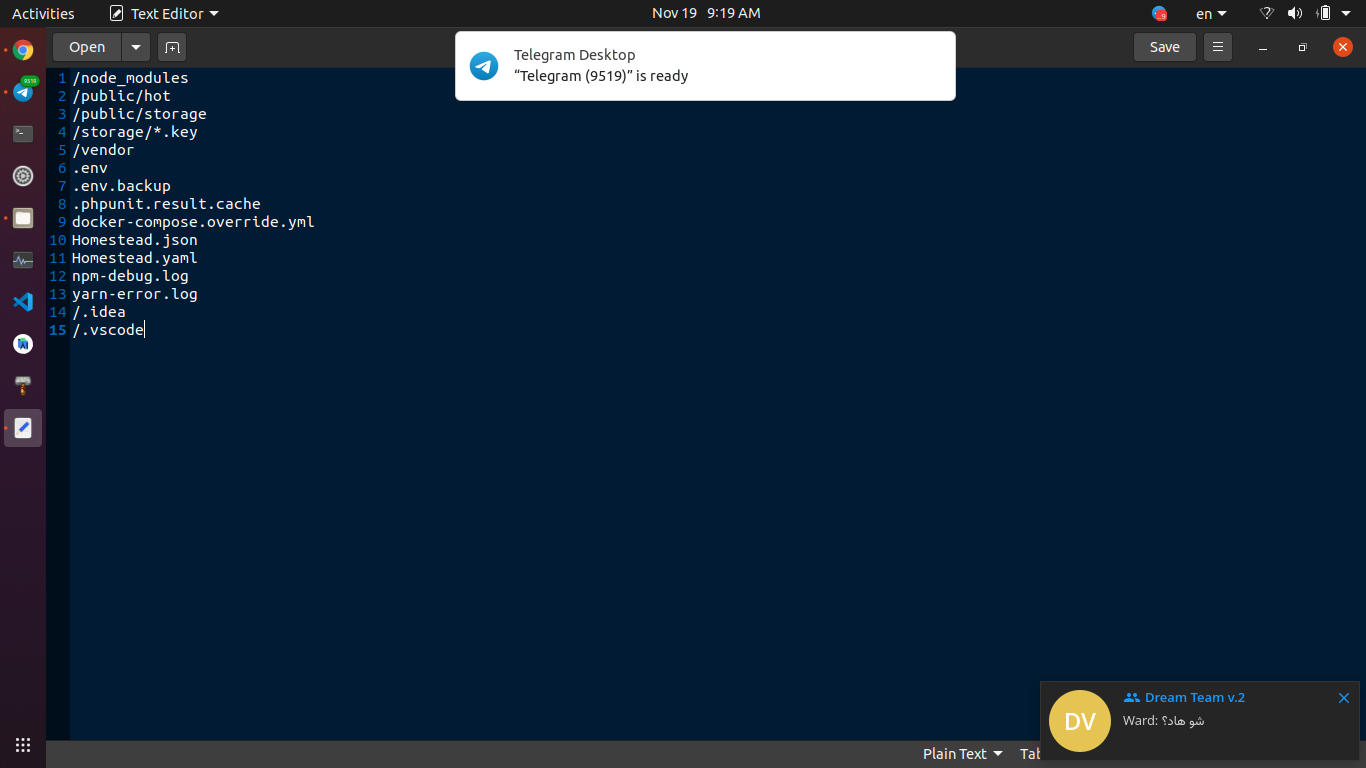 Activities
Text Editor
Nov 19 9:19 AM
en
Open
Save
Telegram Desktop
“Telegram (9519)” is ready
9519
1 /node_modules
2 /public/hot
3 /public/storage
4 /storage/*.key
5 /vendor
6 .env
7 .env.backup
8 .phpunit.result.cache
9 docker-compose.override.yml
10 Homestead.json
11 Homestead.yaml
12 npm-debug.log
13 yarn-error.log
14 /.idea
15 /.vscode
DV
Dream Team v.2
Ward: شو هاد؟
Plain Text